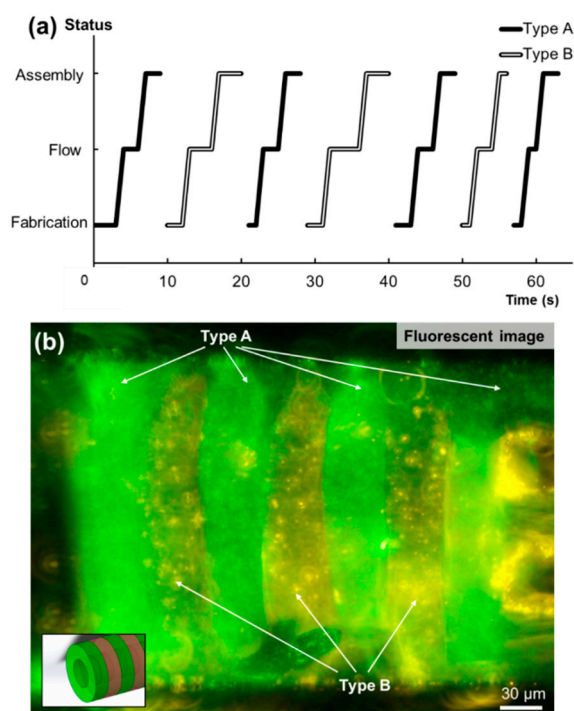 (a)
Status
Type A
Type B
Assembly
Flow
Fabrication
0 10 20 30 40 50 60
Time (s)
(b)
Type A
Fluorescent image
Type B
30 µm